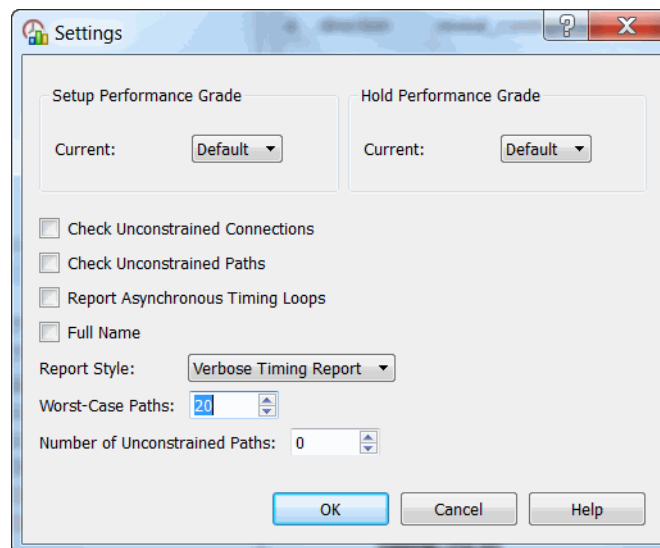 Settings
? X
Setup Performance Grade
Hold Performance Grade
Current: Default
Current: Default
Check Unconstrained Connections
Check Unconstrained Paths
Report Asynchronous Timing Loops
Full Name
Report Style: Verbose Timing Report
Worst-Case Paths: 20
Number of Unconstrained Paths: 0
OK Cancel Help